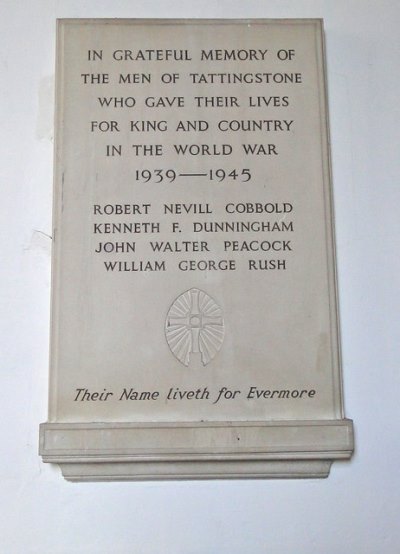 IN GRATEFUL MEMORY OF
THE MEN OF TATTINGSTONE
WHO GAVE THEIR LIVES
FOR KING AND COUNTRY
IN THE WORLD WAR
1939—1945
ROBERT NEVILL COBBOLD
KENNETH F. DUNNINGHAM
JOHN WALTER PEACOCK
WILLIAM GEORGE RUSH
Their Name liveth for Evermore